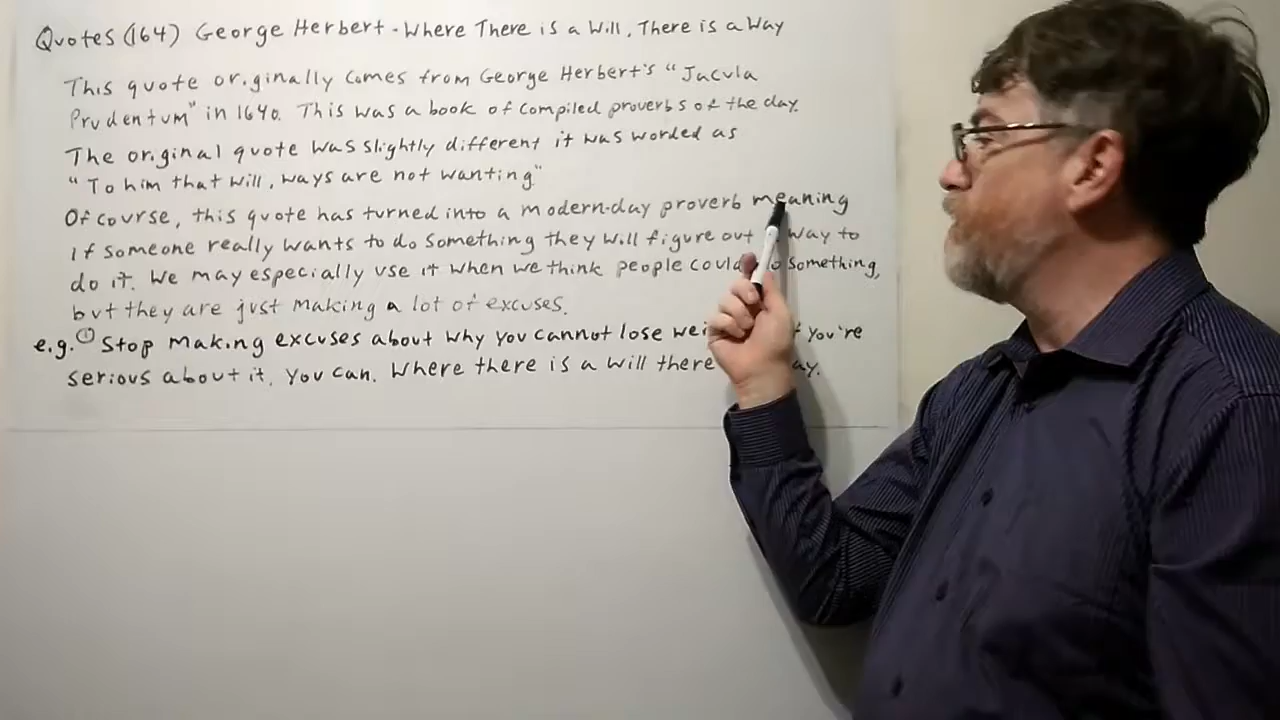 Quotes (164) George Herbert - Where There is a Will, There is a Way
This quote originally comes from George Herbert's "Jacula
Prudentum" in 1640. This was a book of compiled proverbs of the day.
The original quote was slightly different it was worded as
"To him that will, ways are not wanting"
Of course, this quote has turned into a modern-day proverb meaning
if someone really wants to do something they will figure out way to
do it. We may especially use it when we think people could something,
but they are just making a lot of excuses.
e.g. ① Stop making excuses about why you cannot lose you're
serious about it, you can. Where there is a will there